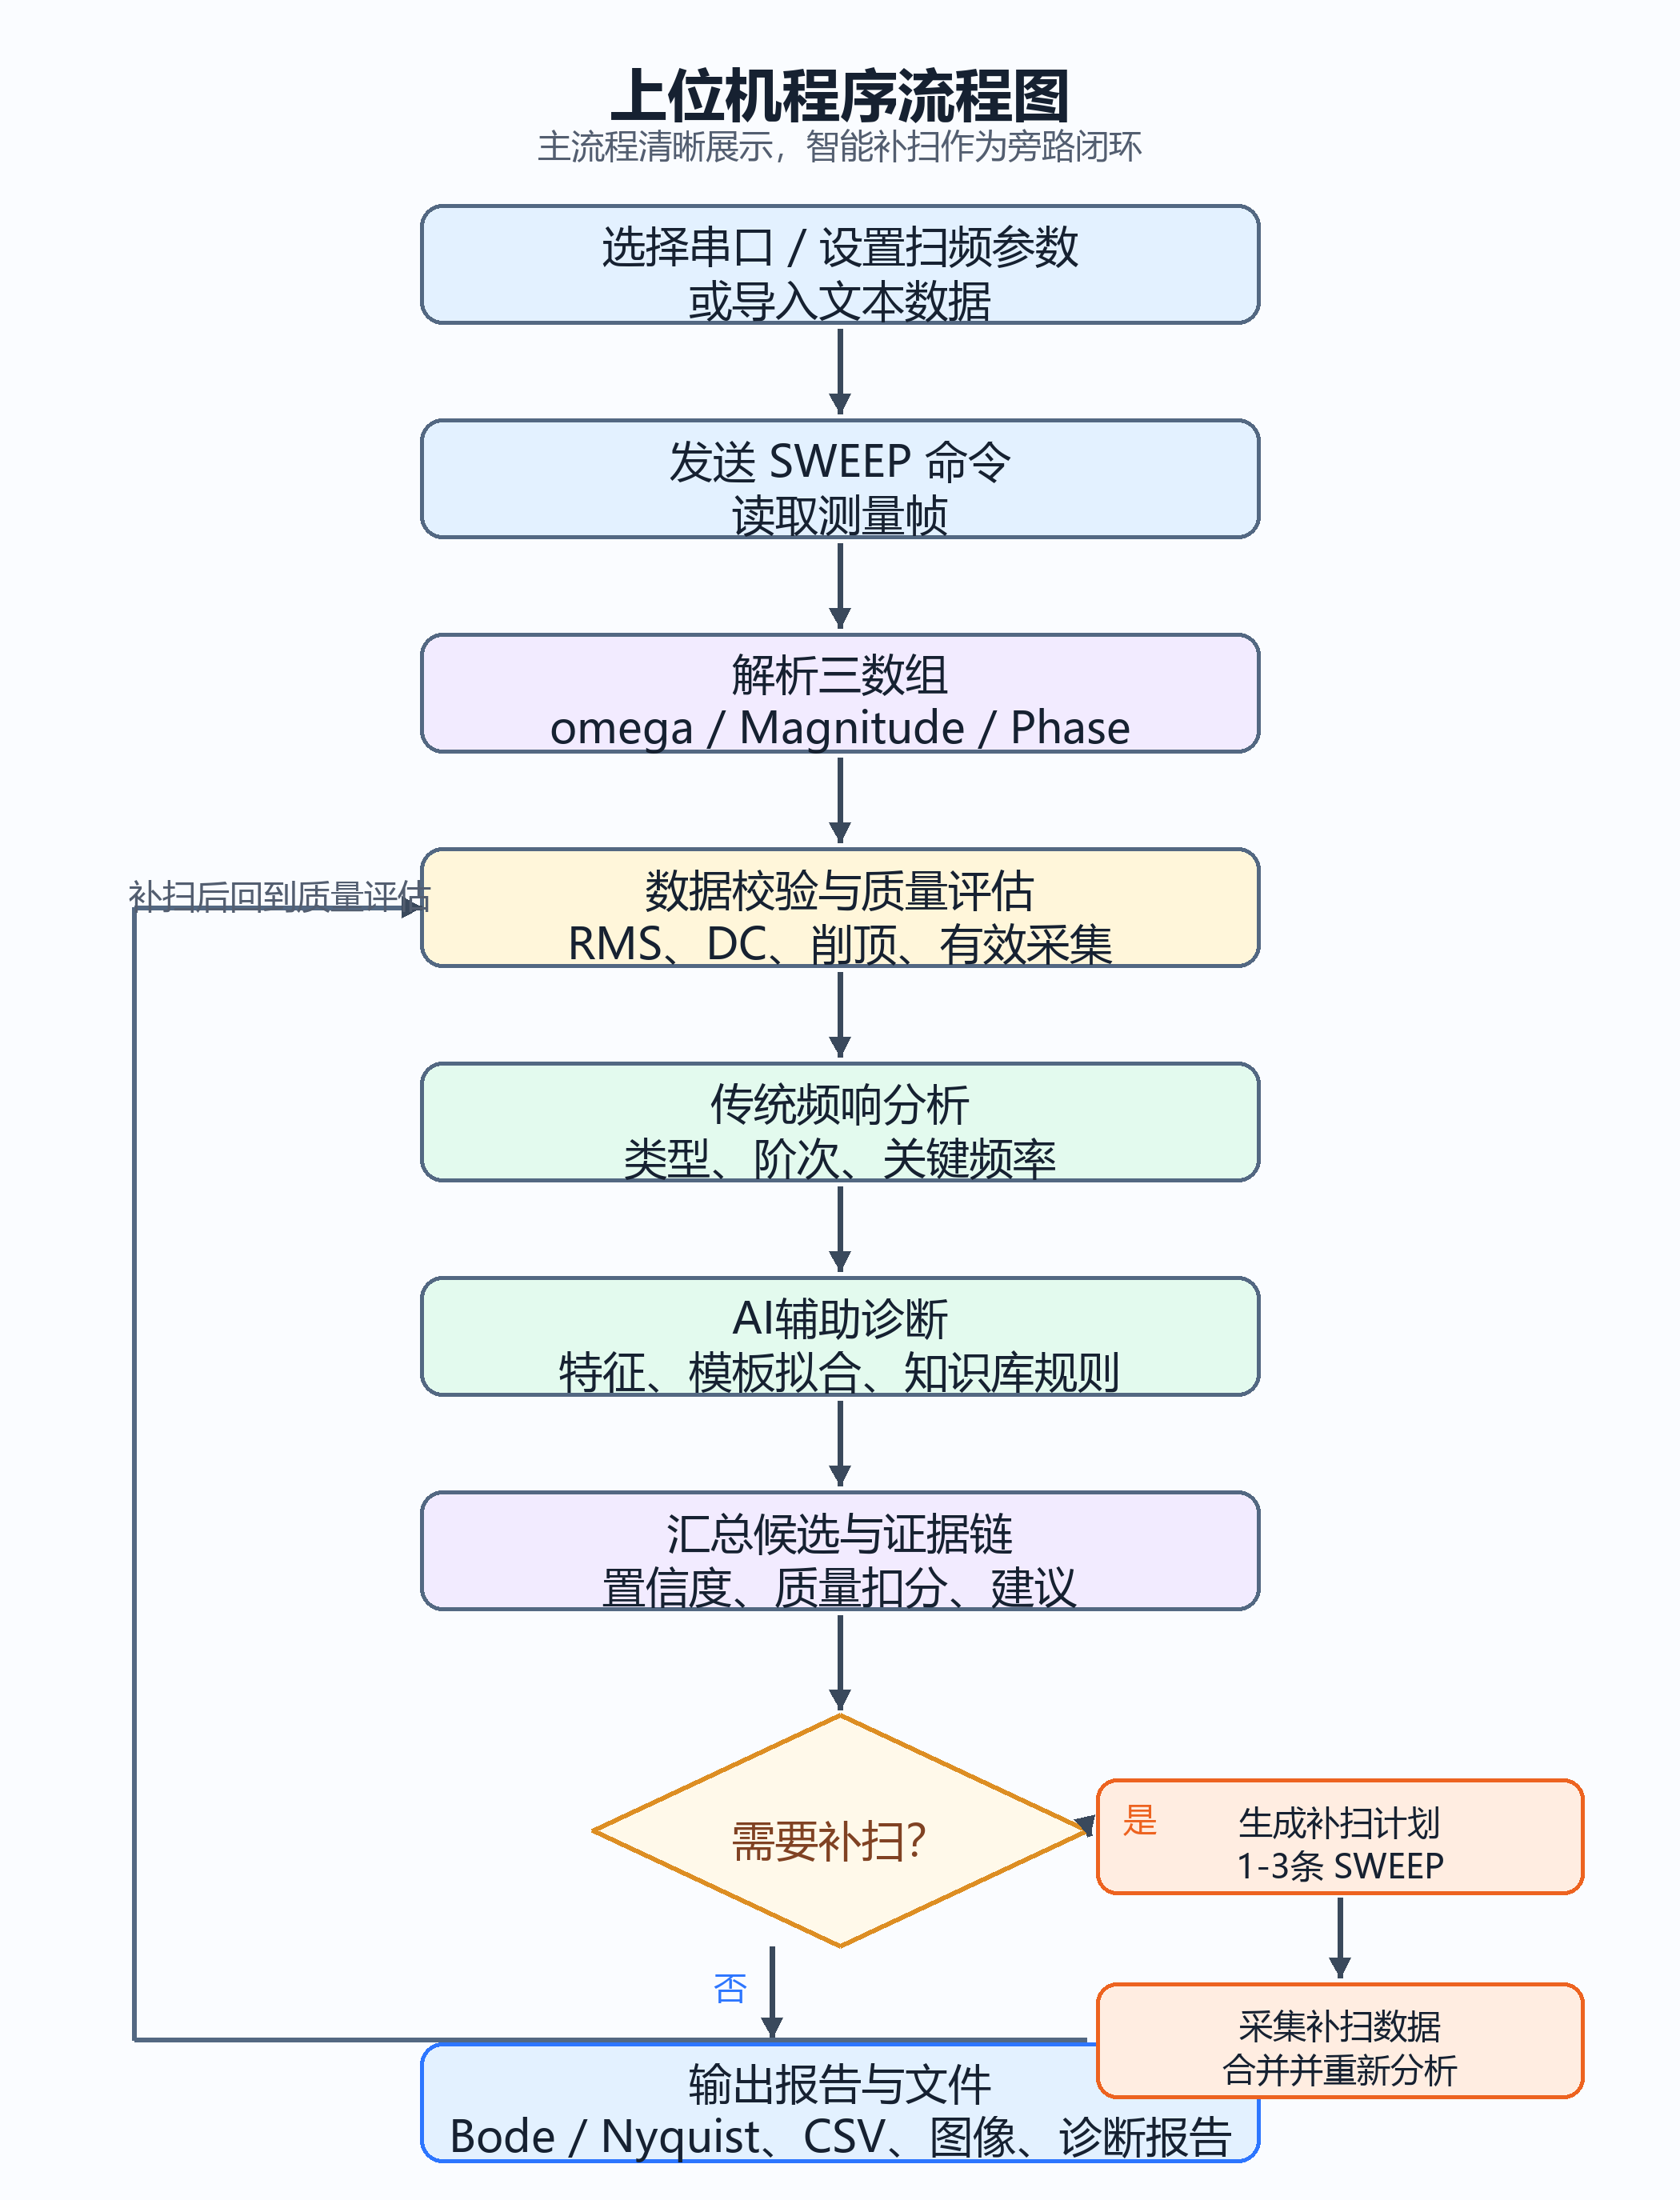 上位机程序流程图
主流程清晰展示，智能补扫作为旁路闭环
选择串口 / 设置扫频参数
或导入文本数据
发送 SWEEP 命令
读取测量帧
解析三数组
omega / Magnitude / Phase
补扫后回到质量评估
数据校验与质量评估
RMS、DC、削顶、有效采集
传统频响分析
类型、阶次、关键频率
AI辅助诊断
特征、模板拟合、知识库规则
汇总候选与证据链
置信度、质量扣分、建议
需要补扫？
是
生成补扫计划
1-3条 SWEEP
否
采集补扫数据
合并并重新分析
输出报告与文件
Bode / Nyquist、CSV、图像、诊断报告